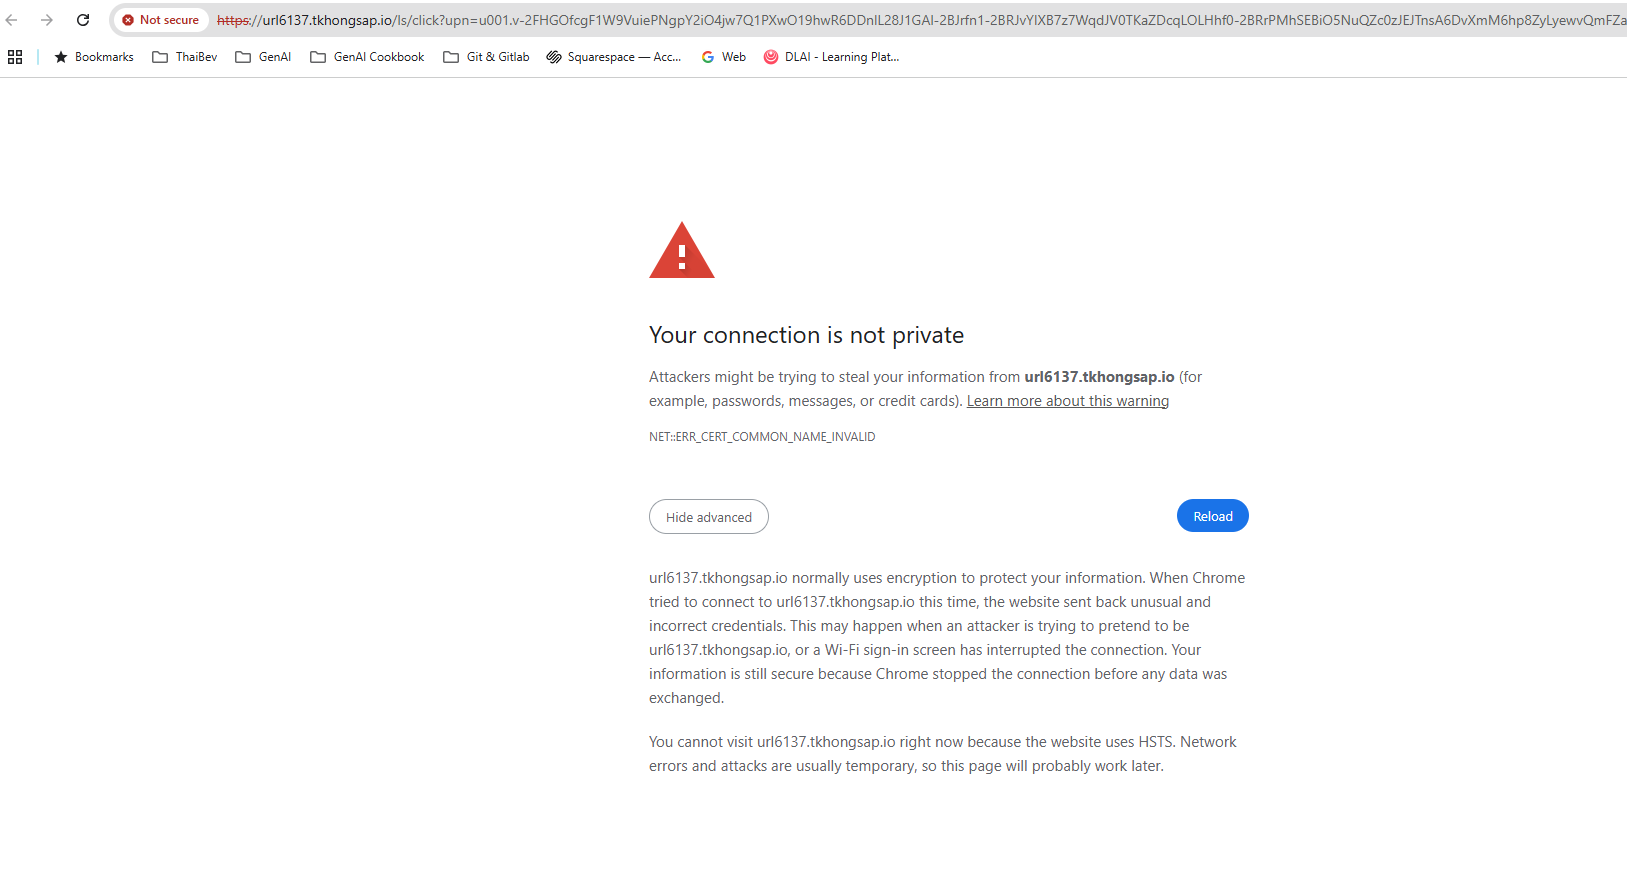 Not secure https://url6137.tkhongsap.io/ls/click?upn=u001.v-2FHGOfcgF1W9VuiePNgpY2iO4jw7Q1PXwO19hwR6DDnlL28J1GAI-2BJrfn1-2BRJvYlXB7z7WqdJV0TKaZDcqLOLHhf0-2BRrPMhSEBiO5NuQZc0zJEJTnsA6DvXmM6hp8ZyLyewvQmFZa
Bookmarks ThaiBev GenAI GenAI Cookbook Git & Gitlab Squarespace — Acc... Web DLAI - Learning Plat...
Your connection is not private
Attackers might be trying to steal your information from url6137.tkhongsap.io (for
example, passwords, messages, or credit cards). Learn more about this warning
NET::ERR_CERT_COMMON_NAME_INVALID
Hide advanced Reload
url6137.tkhongsap.io normally uses encryption to protect your information. When Chrome
tried to connect to url6137.tkhongsap.io this time, the website sent back unusual and
incorrect credentials. This may happen when an attacker is trying to pretend to be
url6137.tkhongsap.io, or a Wi-Fi sign-in screen has interrupted the connection. Your
information is still secure because Chrome stopped the connection before any data was
exchanged.
You cannot visit url6137.tkhongsap.io right now because the website uses HSTS. Network
errors and attacks are usually temporary, so this page will probably work later.